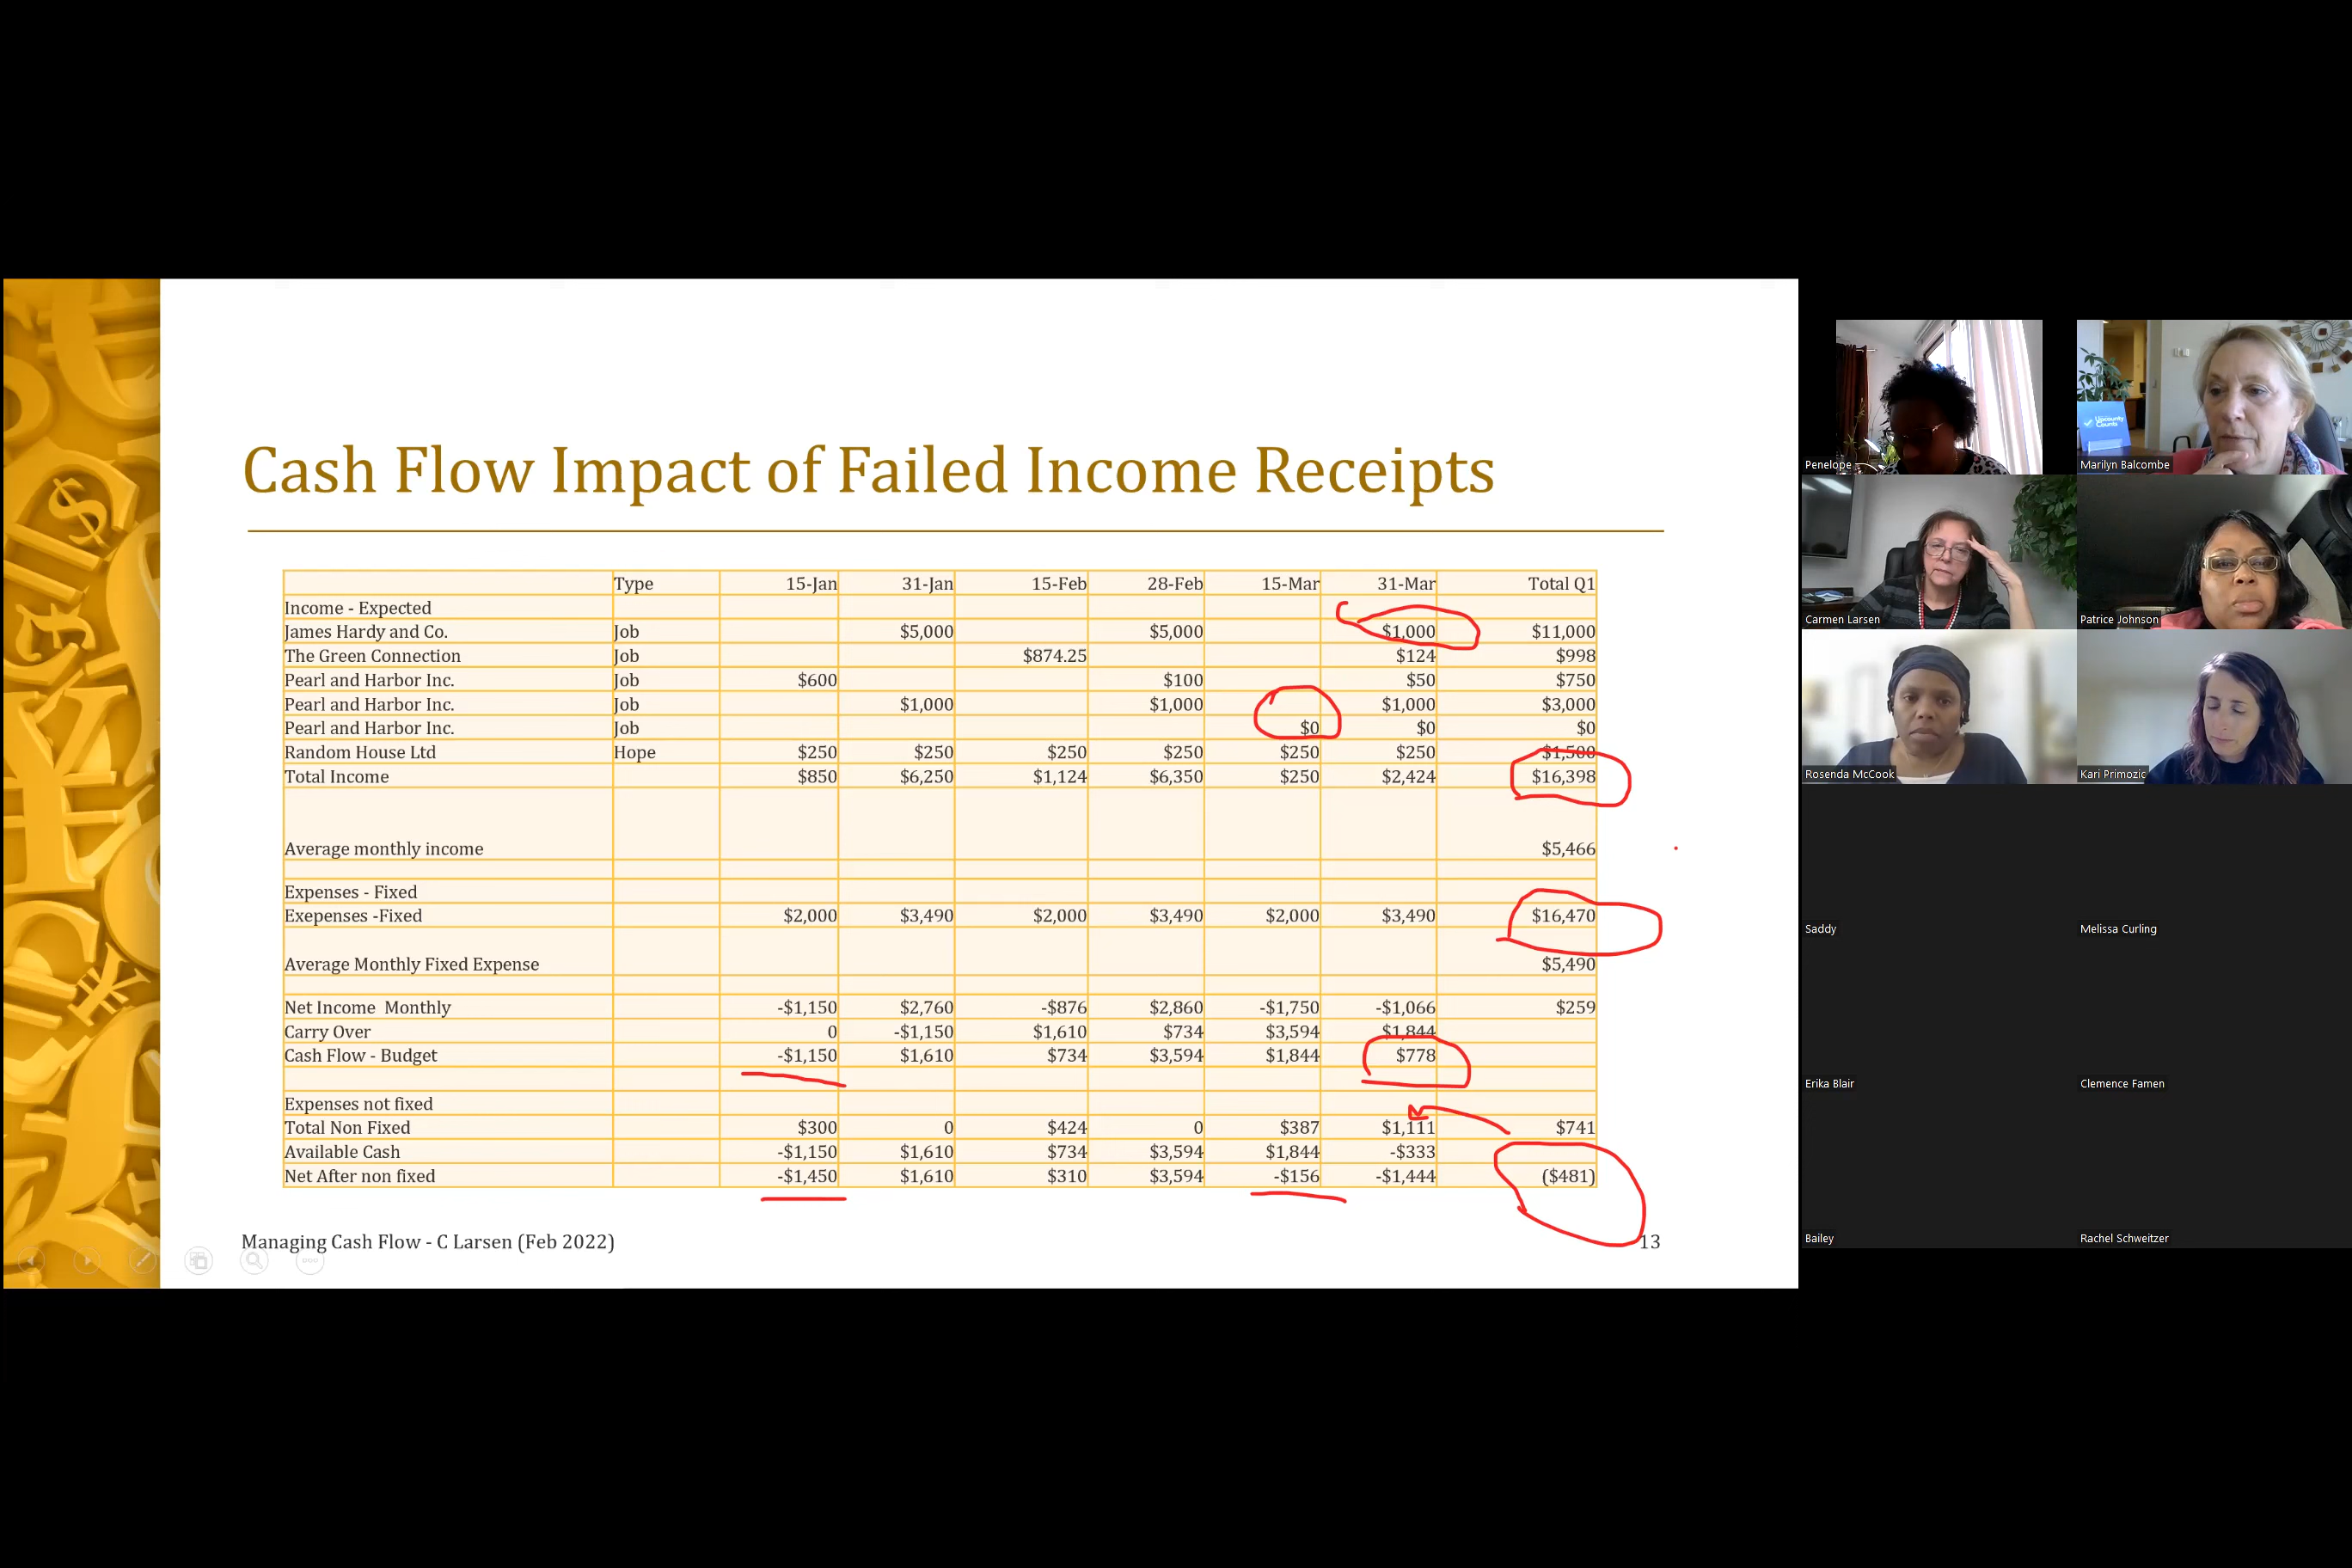 Cash Flow Impact of Failed Income Receipts
Type 15-Jan 31-Jan 15-Feb 28-Feb 15-Mar 31-Mar Total Q1
Income - Expected
James Hardy and Co. Job $5,000 $5,000 $1,000 $11,000
The Green Connection Job $874.25 $124 $998
Pearl and Harbor Inc. Job $600 $100 $50 $750
Pearl and Harbor Inc. Job $1,000 $1,000 $1,000 $3,000
Pearl and Harbor Inc. Job $0 $0 $0
Random House Ltd Hope $250 $250 $250 $250 $250 $250 $1,500
Total Income $850 $6,250 $1,124 $6,350 $250 $2,424 $16,398
Average monthly income $5,466
Expenses - Fixed
Exepenses -Fixed $2,000 $3,490 $2,000 $3,490 $2,000 $3,490 $16,470
Average Monthly Fixed Expense $5,490
Net Income Monthly -$1,150 $2,760 -$876 $2,860 -$1,750 -$1,066 $259
Carry Over 0 -$1,150 $1,610 $734 $3,594 $1,844
Cash Flow - Budget -$1,150 $1,610 $734 $3,594 $1,844 $778
Expenses not fixed
Total Non Fixed $300 0 $424 0 $387 $1,111 $741
Available Cash -$1,150 $1,610 $734 $3,594 $1,844 -$333
Net After non fixed -$1,450 $1,610 $310 $3,594 -$156 -$1,444 ($481)
Managing Cash Flow - C Larsen (Feb 2022) 13
Penelope
Marilyn Balcombe
Carmen Larsen
Patrice Johnson
Rosenda McCook
Kari Primozic
Saddy
Melissa Curling
Erika Blair
Clemence Famen
Bailey
Rachel Schweitzer